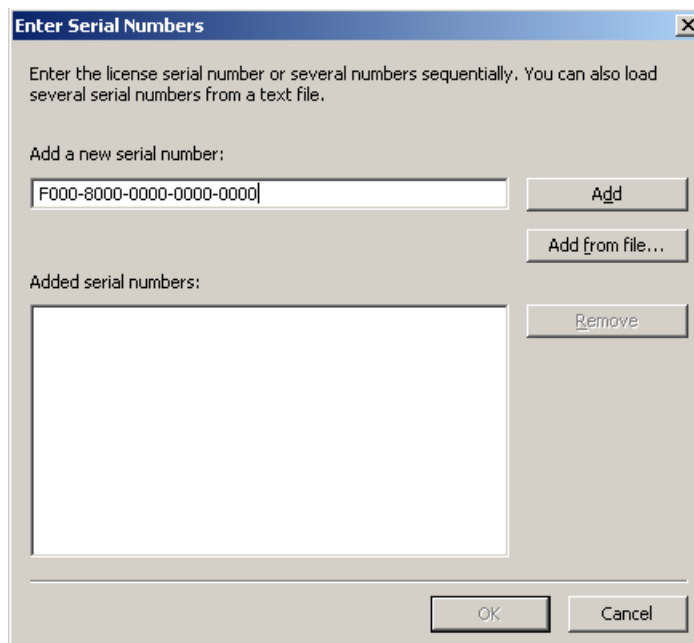 Enter Serial Numbers
Enter the license serial number or several numbers sequentially. You can also load
several serial numbers from a text file.
Add a new serial number:
F000-8000-0000-0000-0000
Add
Add from file...
Added serial numbers:
Remove
OK
Cancel